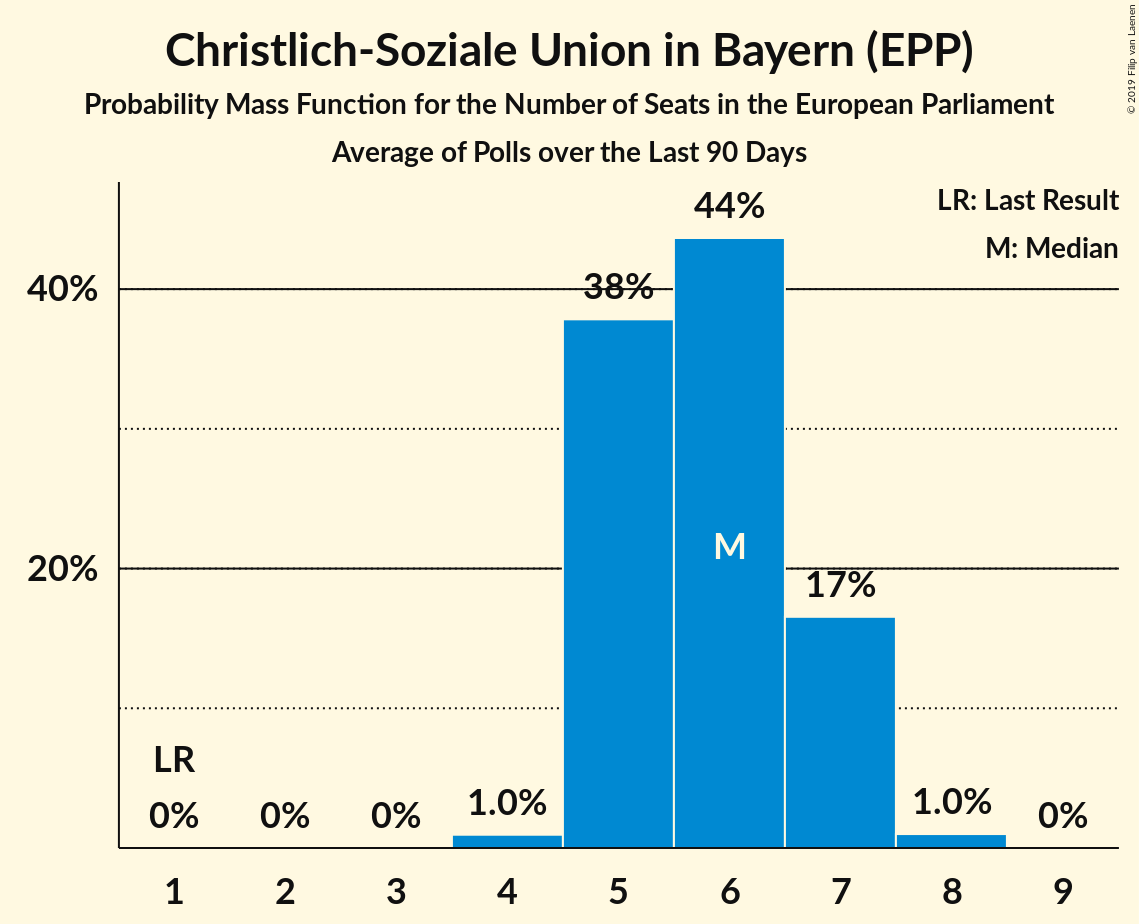 Christlich-Soziale Union in Bayern (EPP)
Probability Mass Function for the Number of Seats in the European Parliament
Average of Polls over the Last 90 Days
© 2019 Filip van Laenen
LR: Last Result
M: Median
44%
40%
38%
M
20%
17%
LR
0%
0%
0%
1.0%
1.0%
0%
1
2
3
4
5
6
7
8
9